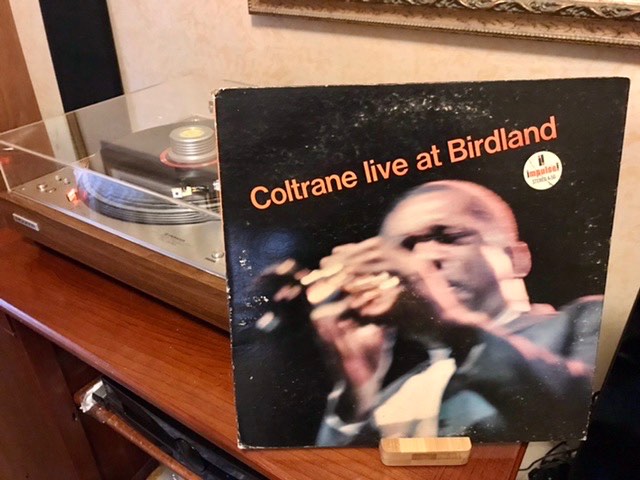 Coltrane live at Birdland
impulse!